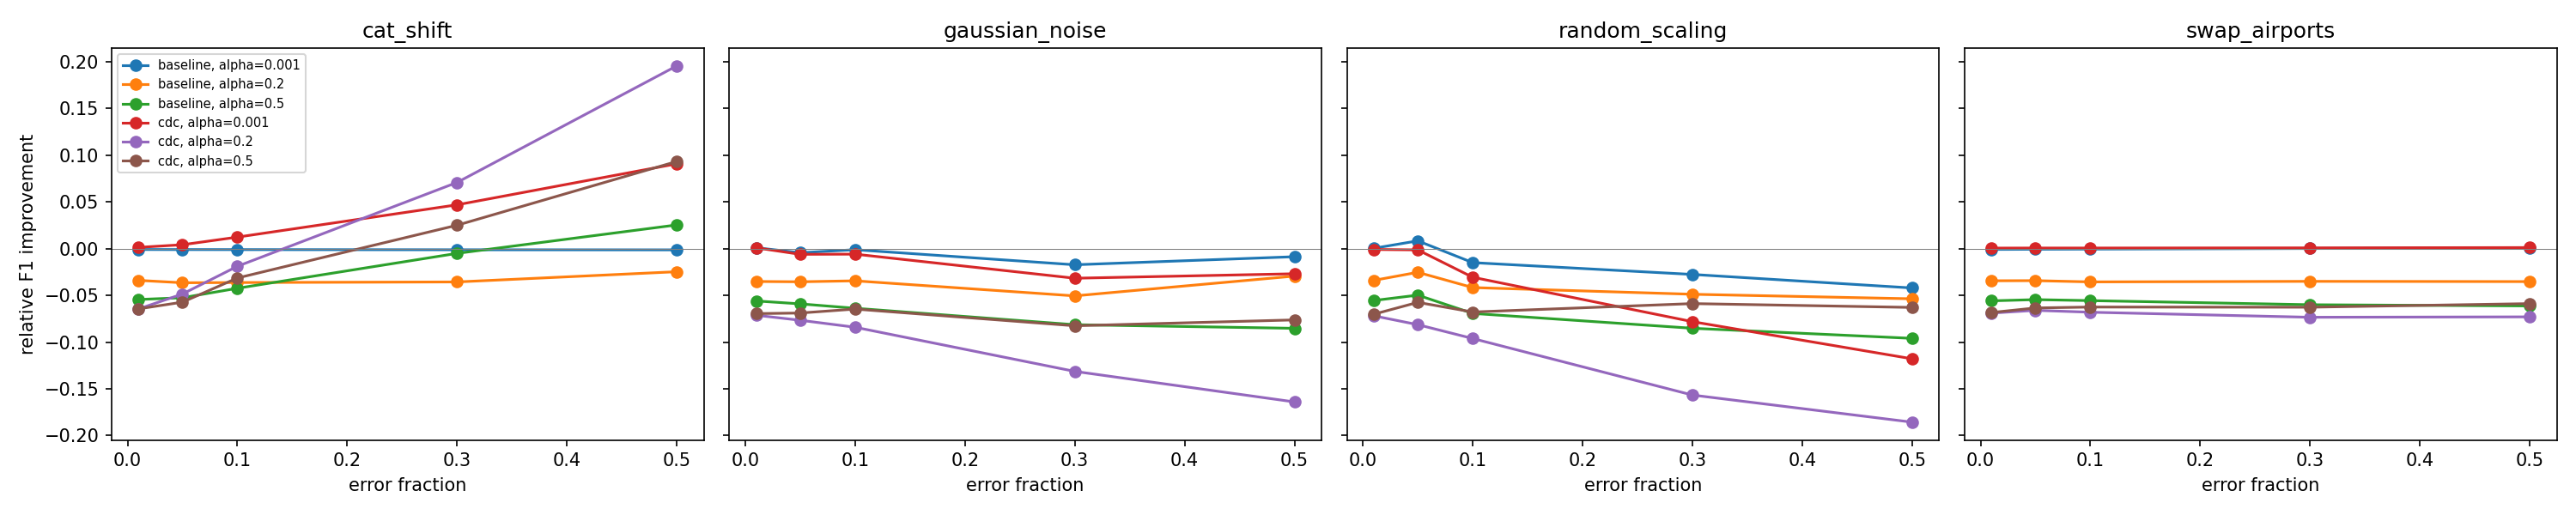 cat_shift
gaussian_noise
random_scaling
swap_airports
relative F1 improvement
0.20
0.15
0.10
0.05
0.00
−0.05
−0.10
−0.15
−0.20
baseline, alpha=0.001
baseline, alpha=0.2
baseline, alpha=0.5
cdc, alpha=0.001
cdc, alpha=0.2
cdc, alpha=0.5
0.0 0.1 0.2 0.3 0.4 0.5
error fraction
0.0 0.1 0.2 0.3 0.4 0.5
error fraction
0.0 0.1 0.2 0.3 0.4 0.5
error fraction
0.0 0.1 0.2 0.3 0.4 0.5
error fraction